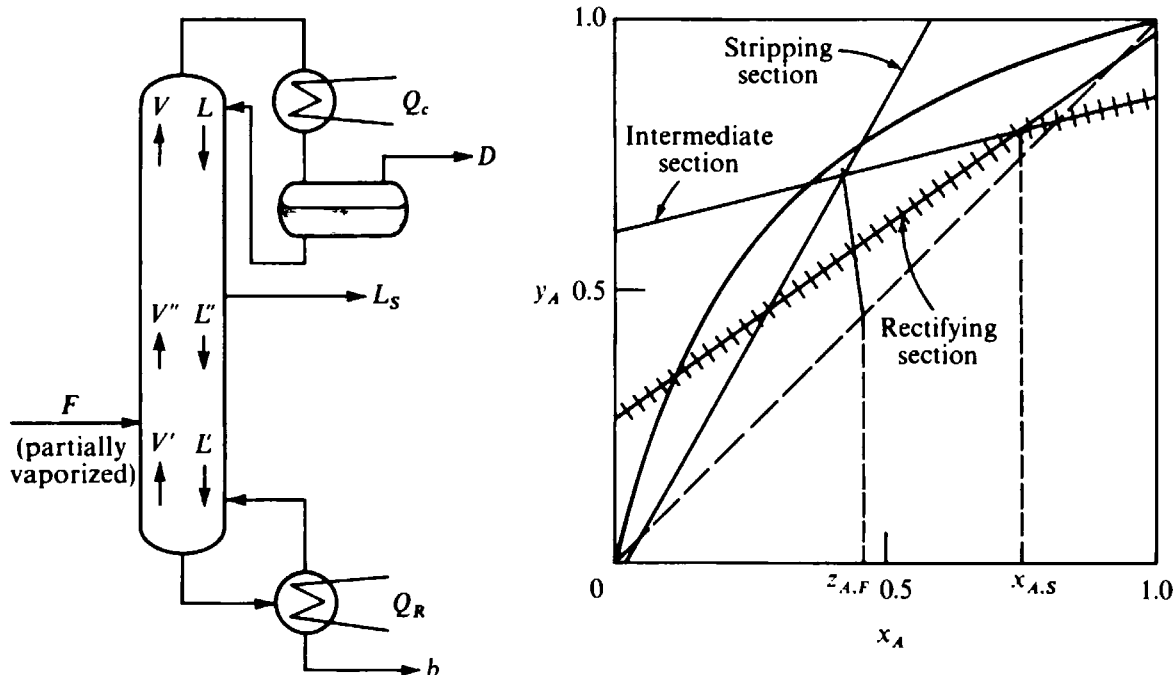 V
L
Q_c
D
L_S
V"
L"
F
(partially
vaporized)
V'
L'
Q_R
b
1.0
Stripping
section
Intermediate
section
y_A
0.5
Rectifying
section
0
z_{A.F}
0.5
x_{A.S}
1.0
x_A